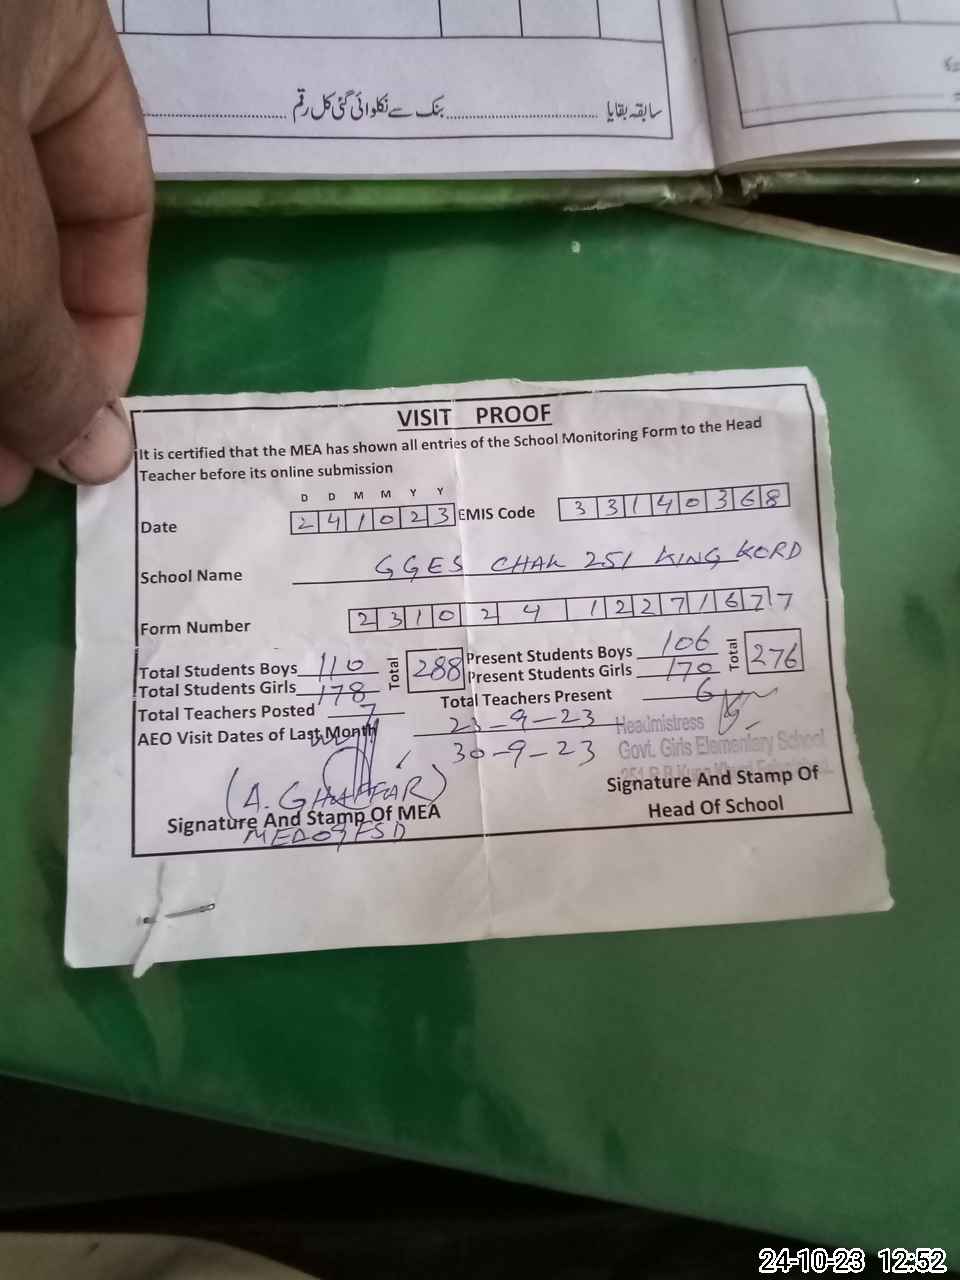 سابقہ بقایا ........................ بنک سے نکلوائی گئی کل رقم ........................
VISIT PROOF
It is certified that the MEA has shown all entries of the School Monitoring Form to the Head
Teacher before its online submission
D D M M Y Y
Date 2 4 1 0 2 3 EMIS Code 3 3 1 4 0 3 6 8
School Name GGES CHAK 251 KING KORD
Form Number 2 3 1 0 2 4 1 2 2 7 1 6 7 7
Total Students Boys 110 Total 288 Present Students Boys 106 Total 276
Total Students Girls 178 Present Students Girls 170
Total Teachers Posted 7 Total Teachers Present 6
AEO Visit Dates of Last Month 23-9-23
30-9-23
Headmistress
Govt. Girls Elementary School
(A. GHAFFAR)
Signature And Stamp Of MEA
MEA09FSD
Signature And Stamp Of
Head Of School
24-10-23 12:52